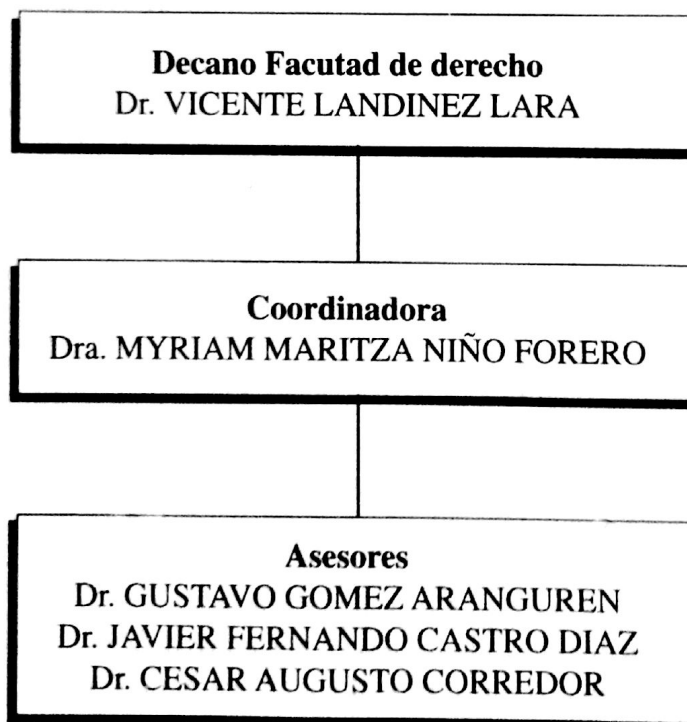 Decano Facutad de derecho
Dr. VICENTE LANDINEZ LARA
Coordinadora
Dra. MYRIAM MARITZA NIÑO FORERO
Asesores
Dr. GUSTAVO GOMEZ ARANGUREN
Dr. JAVIER FERNANDO CASTRO DIAZ
Dr. CESAR AUGUSTO CORREDOR